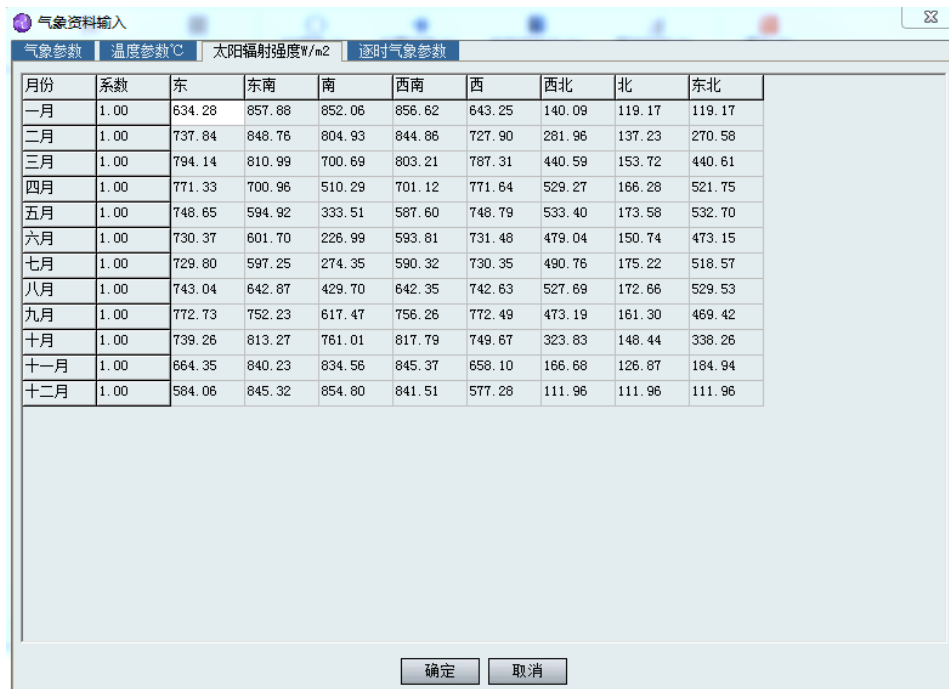 气象资料输入
气象参数 温度参数℃ 太阳辐射强度W/m2 逐时气象参数
月份 系数 东 东南 南 西南 西 西北 北 东北
一月 1.00 634.28 857.88 852.06 856.62 643.25 140.09 119.17 119.17
二月 1.00 737.84 848.76 804.93 844.86 727.90 281.96 137.23 270.58
三月 1.00 794.14 810.99 700.69 803.21 787.31 440.59 153.72 440.61
四月 1.00 771.33 700.96 510.29 701.12 771.64 529.27 166.28 521.75
五月 1.00 748.65 594.92 333.51 587.60 748.79 533.40 173.58 532.70
六月 1.00 730.37 601.70 226.99 593.81 731.48 479.04 150.74 473.15
七月 1.00 729.80 597.25 274.35 590.32 730.35 490.76 175.22 518.57
八月 1.00 743.04 642.87 429.70 642.35 742.63 527.69 172.66 529.53
九月 1.00 772.73 752.23 617.47 756.26 772.49 473.19 161.30 469.42
十月 1.00 739.26 813.27 761.01 817.79 749.67 323.83 148.44 338.26
十一月 1.00 664.35 840.23 834.56 845.37 658.10 166.68 126.87 184.94
十二月 1.00 584.06 845.32 854.80 841.51 577.28 111.96 111.96 111.96
确定 取消